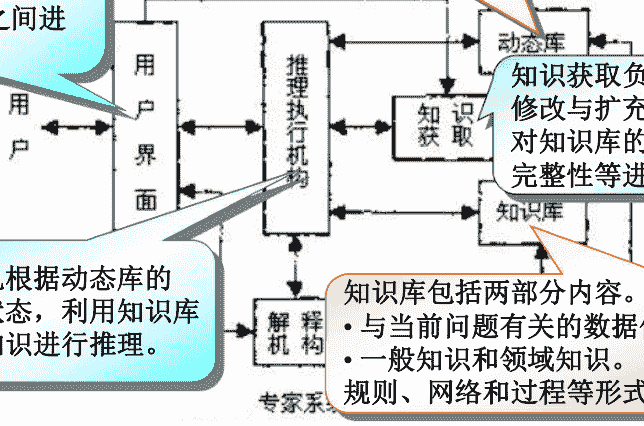 之间进
动态库
用户
用户界面
推理执行机构
知识获取
知识获取负
修改与扩充
对知识库的
完整性等进
知识库
根据动态库的
状态，利用知识库
知识进行推理。
解释机构
知识库包括两部分内容。
• 与当前问题有关的数据
• 一般知识和领域知识。
规则、网络和过程等形式
专家系